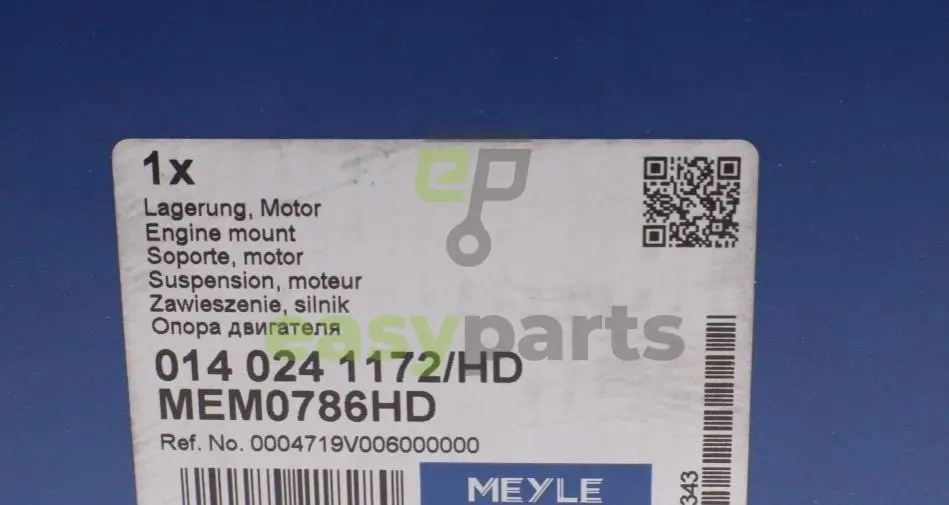 1x
Lagerung, Motor
Engine mount
Soporte, motor
Suspension, moteur
Zawieszenie, silnik
Опора двигателя
easyparts
014 024 1172/HD
MEM0786HD
Ref. No. 0004719V006000000
MEYLE
343
ep